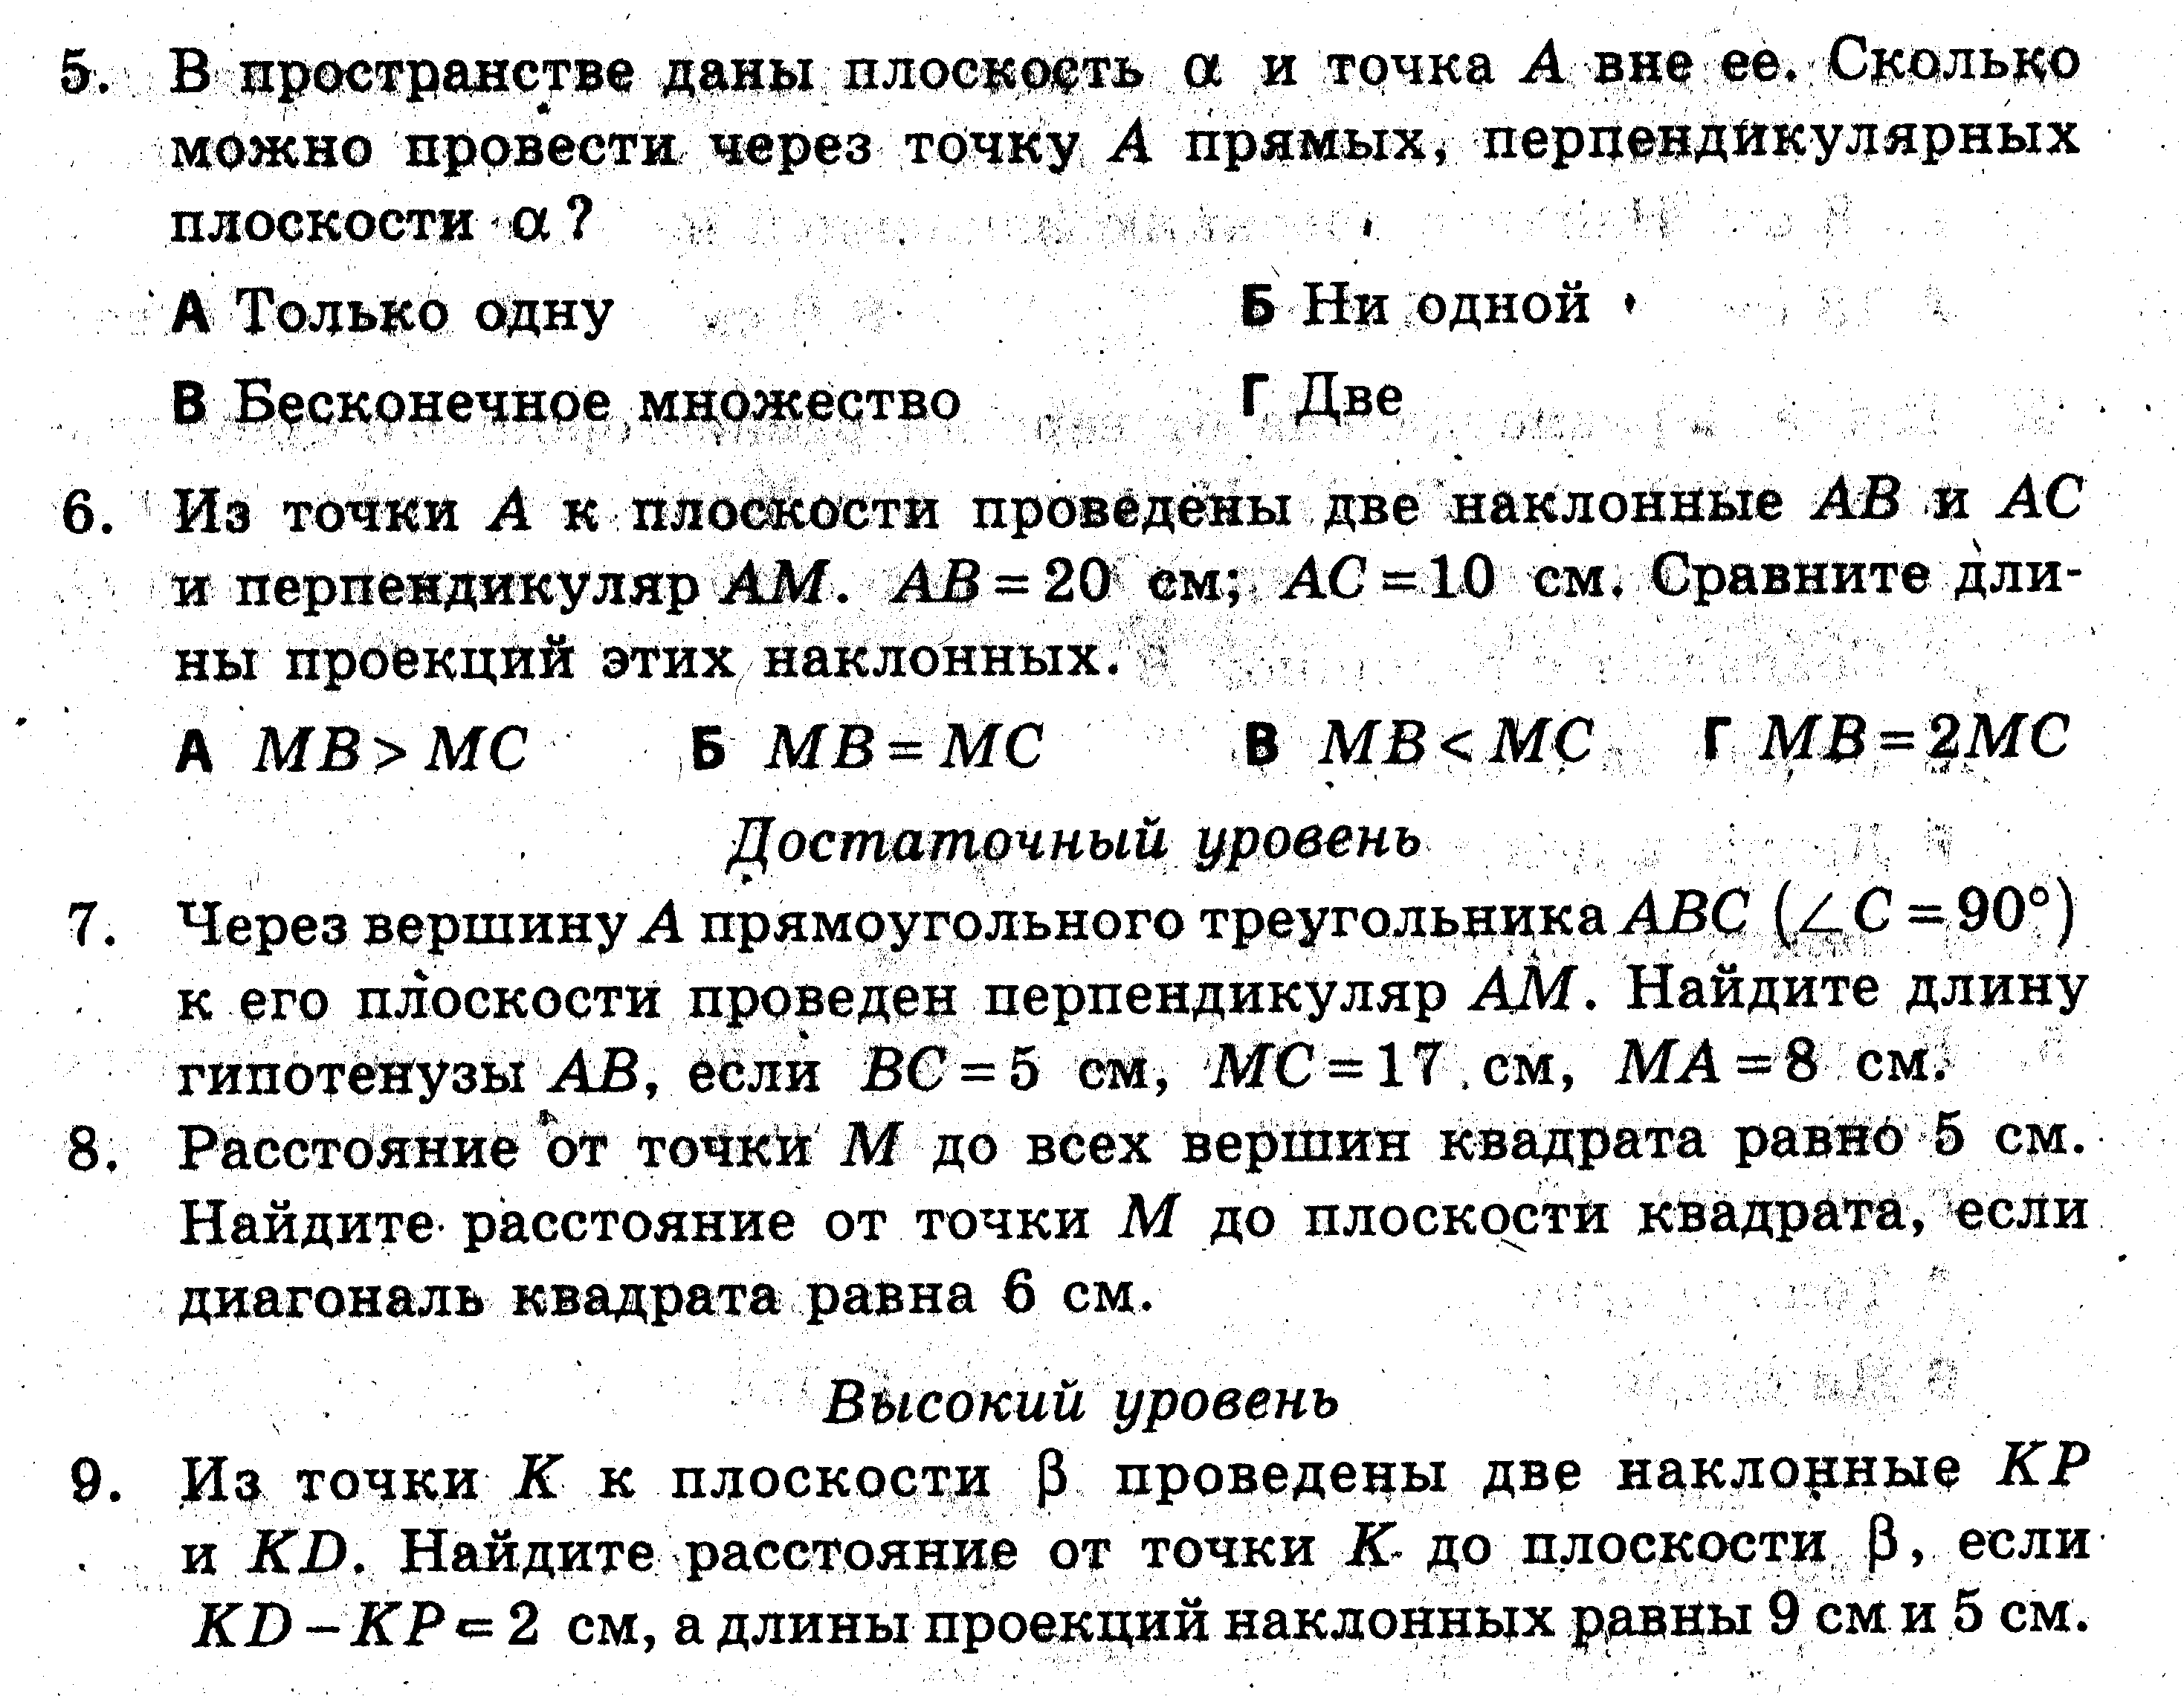 5. В пространстве даны плоскость α и точка A вне ее. Сколько
можно провести через точку A прямых, перпендикулярных
плоскости α?
А Только одну Б Ни одной
В Бесконечное множество Г Две
6. Из точки A к плоскости проведены две наклонные AB и AC
и перпендикуляр AM. AB = 20 см; AC = 10 см. Сравните дли-
ны проекций этих наклонных.
А MB > MC Б MB = MC В MB < MC Г MB = 2MC
Достаточный уровень
7. Через вершину A прямоугольного треугольника ABC (∠C = 90°)
к его плоскости проведен перпендикуляр AM. Найдите длину
гипотенузы AB, если BC = 5 см, MC = 17 см, MA = 8 см.
8. Расстояние от точки M до всех вершин квадрата равно 5 см.
Найдите расстояние от точки M до плоскости квадрата, если
диагональ квадрата равна 6 см.
Высокий уровень
9. Из точки K к плоскости β проведены две наклонные KP
и KD. Найдите расстояние от точки K до плоскости β, если
KD – KP = 2 см, а длины проекций наклонных равны 9 см и 5 см.